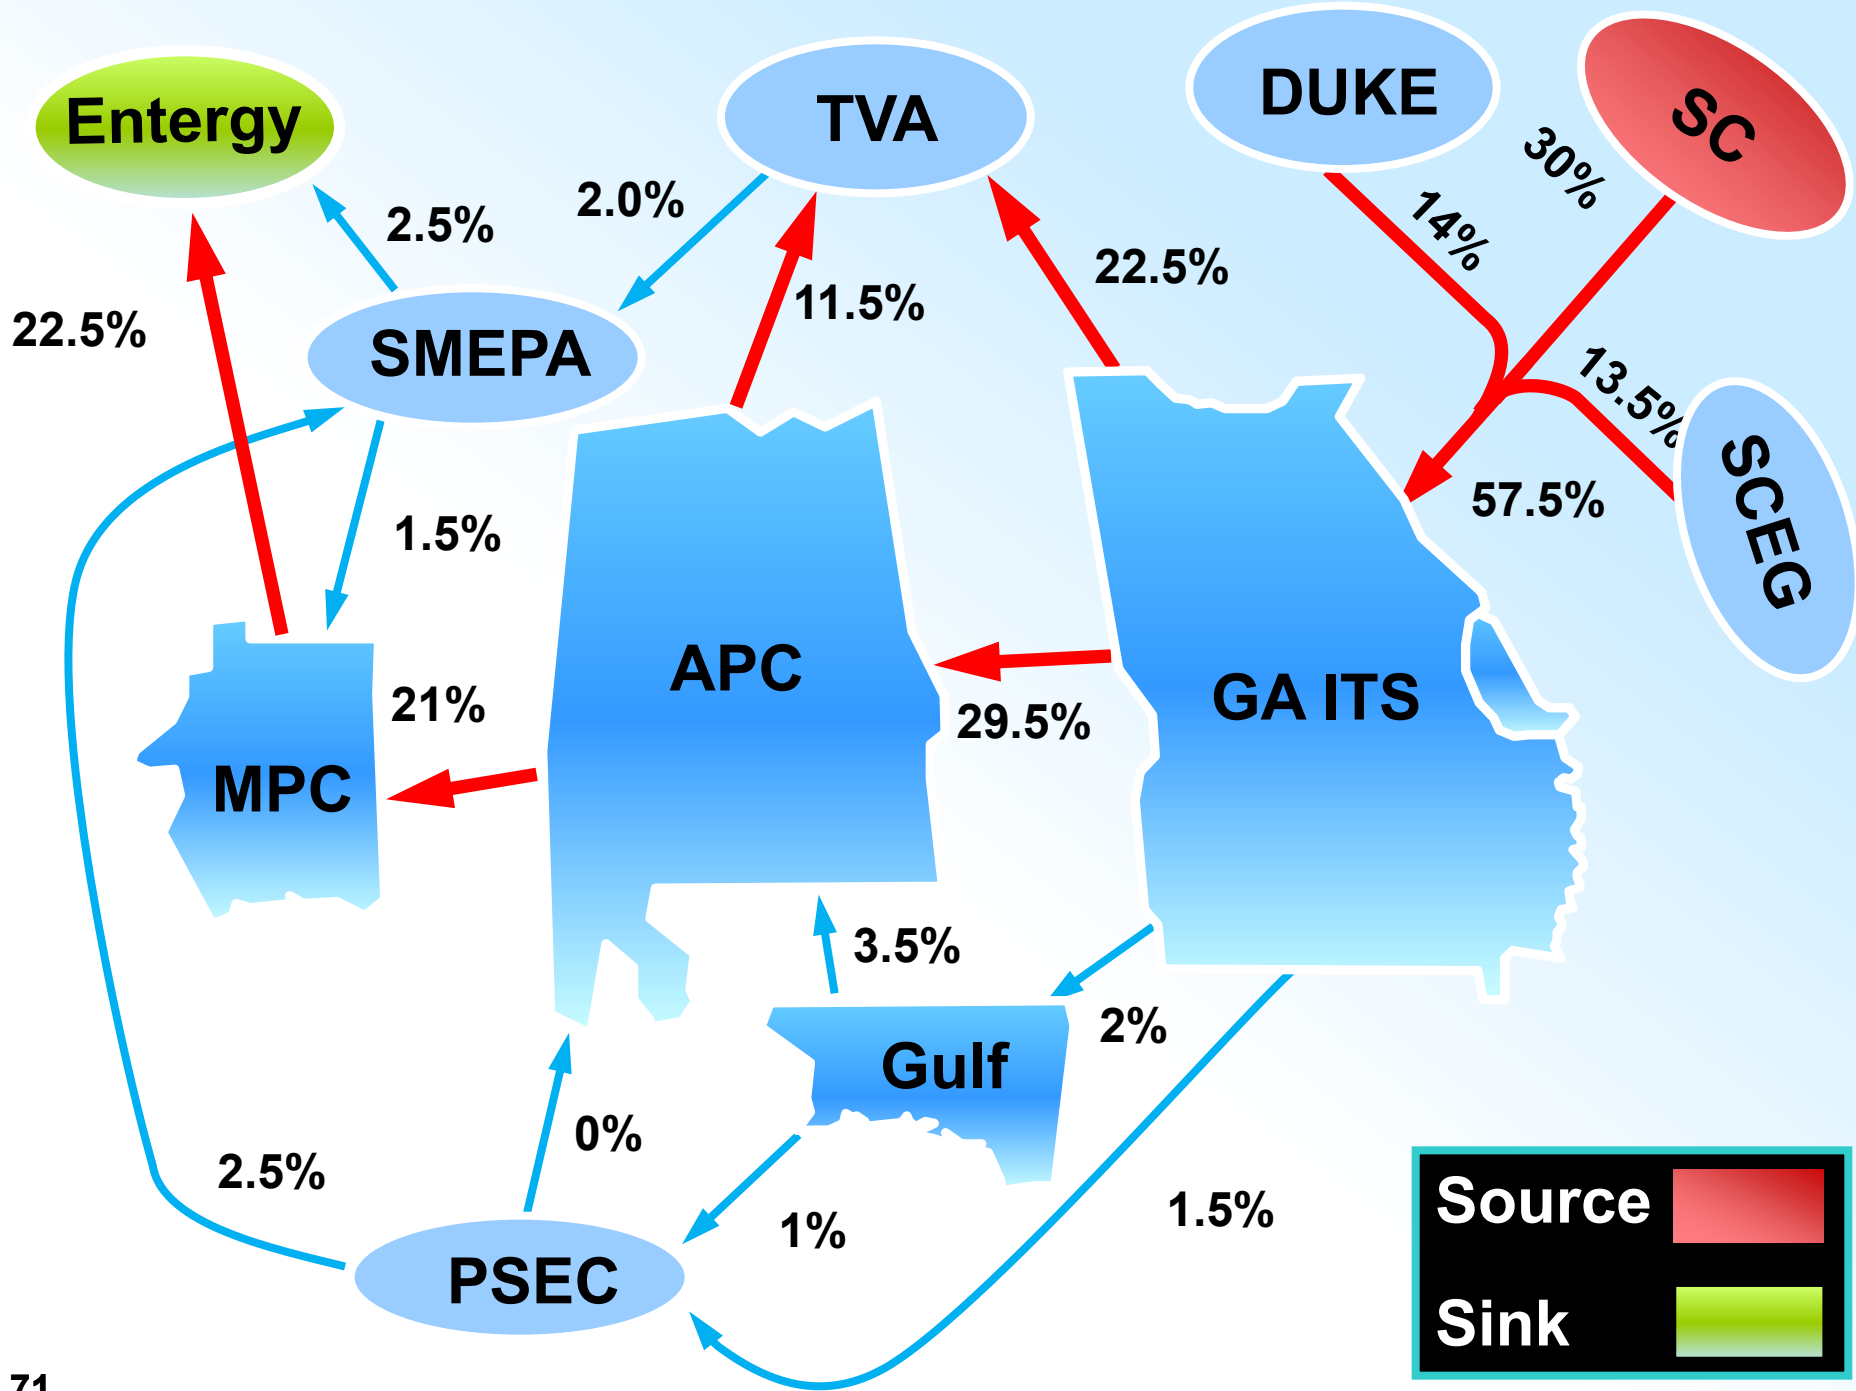 Entergy
TVA
DUKE
SC
30%
2.5%
2.0%
14%
22.5%
11.5%
22.5%
SMEPA
13.5%
57.5%
SCEG
1.5%
APC
21%
29.5%
GA ITS
MPC
3.5%
2%
Gulf
0%
2.5%
1%
1.5%
PSEC
Source
Sink
71